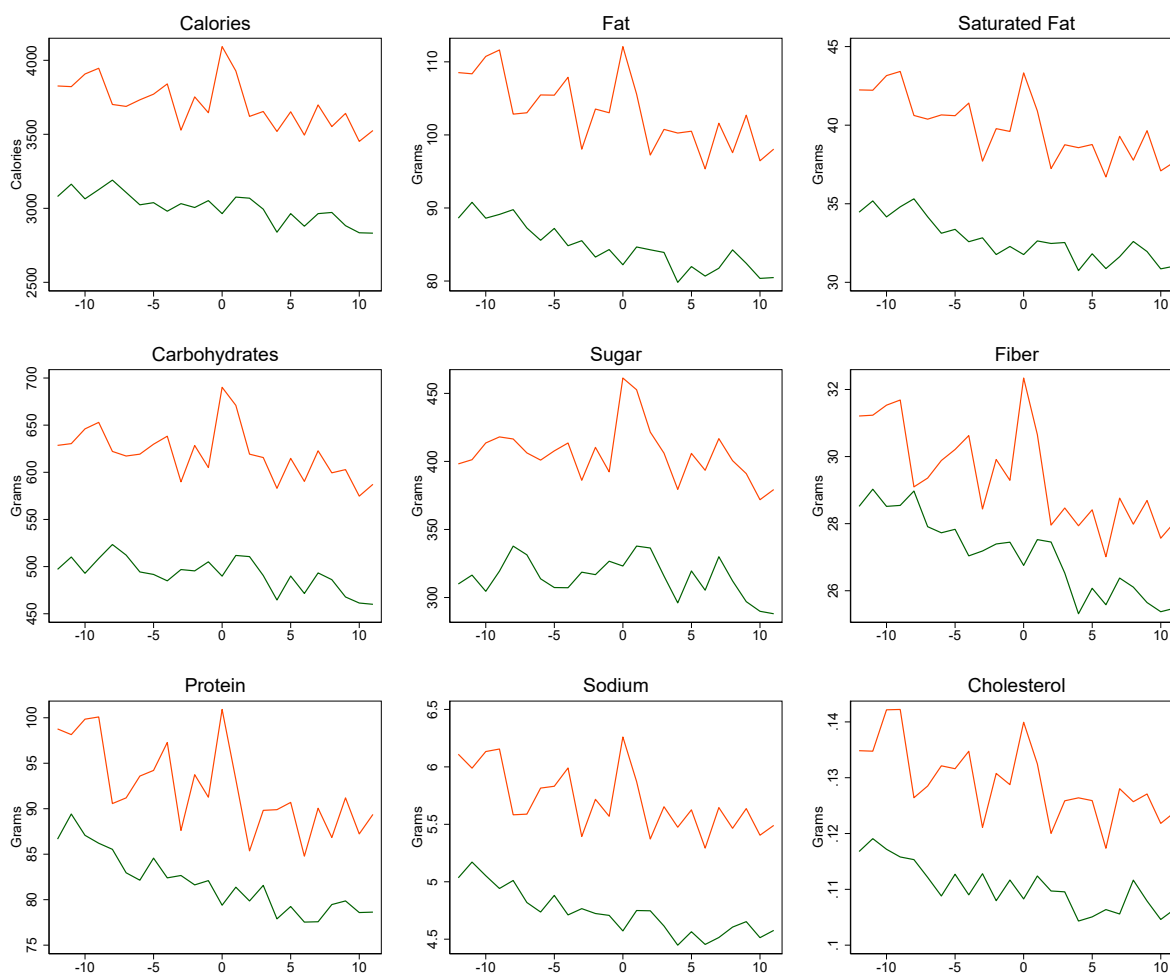 Calories
Fat
Saturated Fat
Calories
2500 3000 3500 4000
-10 -5 0 5 10
Grams
80 90 100 110
-10 -5 0 5 10
Grams
30 35 40 45
-10 -5 0 5 10
Carbohydrates
Sugar
Fiber
Grams
450 500 550 600 650 700
-10 -5 0 5 10
Grams
300 350 400 450
-10 -5 0 5 10
Grams
26 28 30 32
-10 -5 0 5 10
Protein
Sodium
Cholesterol
Grams
75 80 85 90 95 100
-10 -5 0 5 10
Grams
4.5 5 5.5 6 6.5
-10 -5 0 5 10
Grams
.1 .11 .12 .13 .14
-10 -5 0 5 10